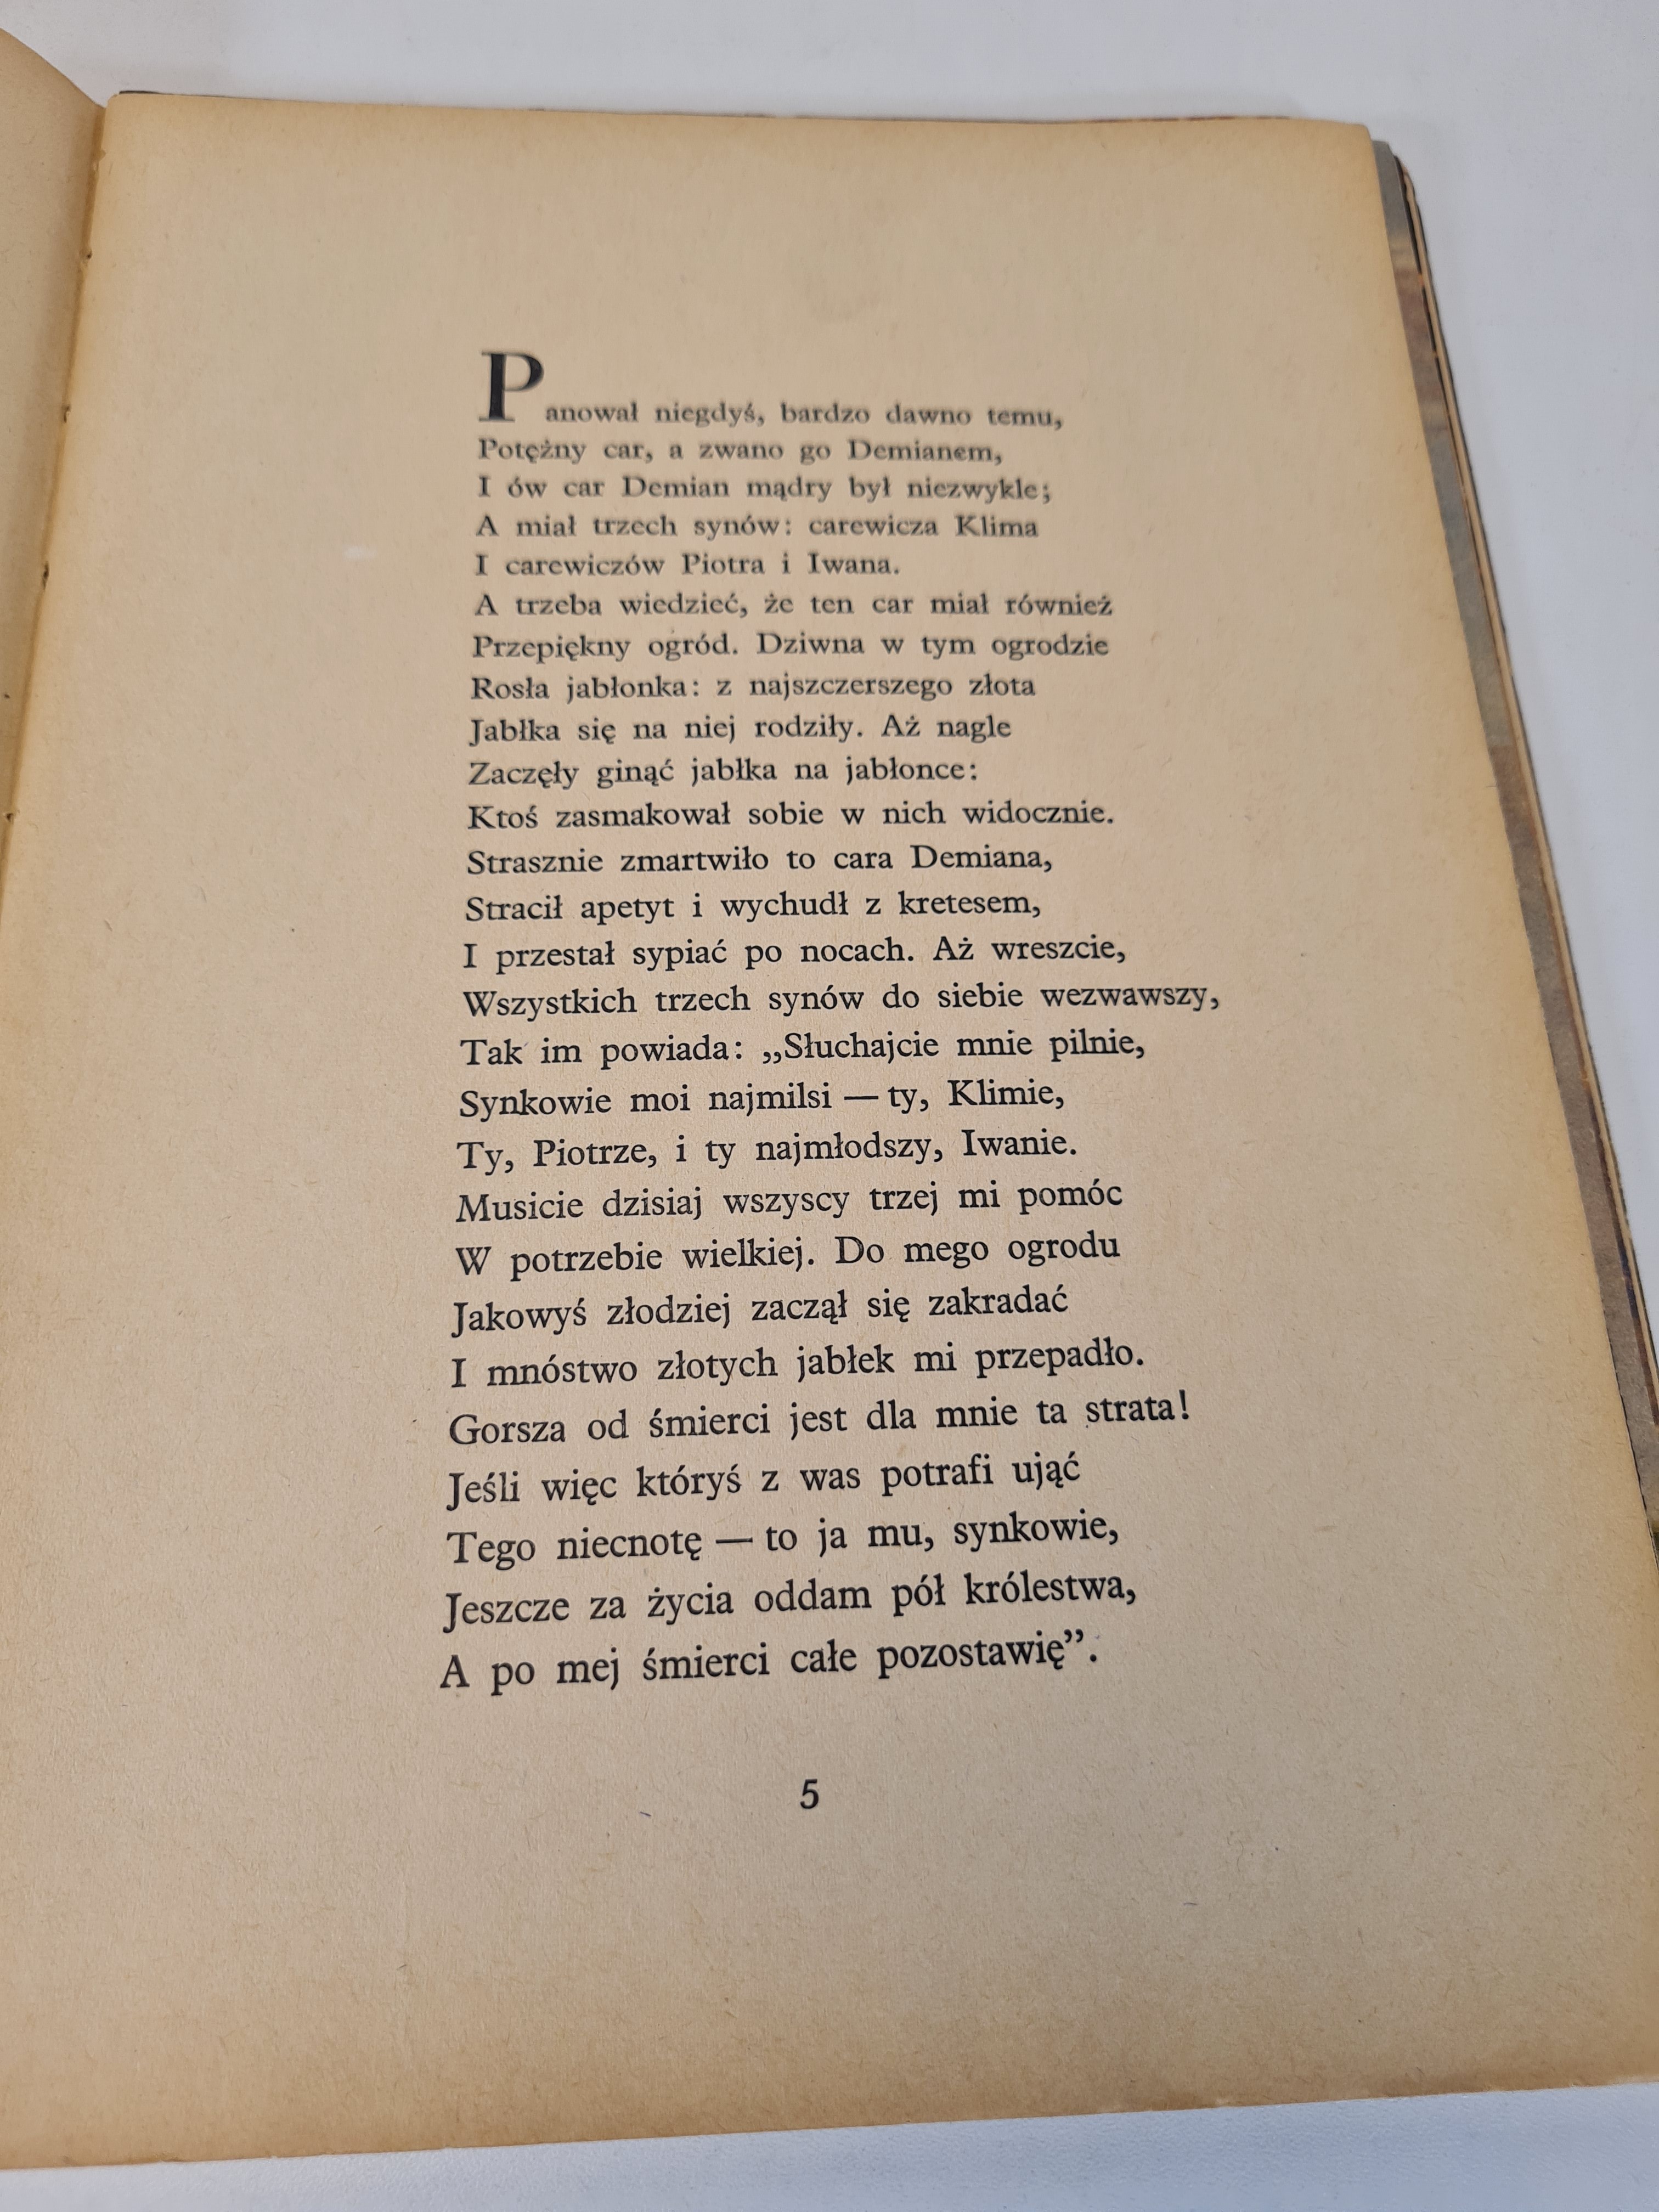 Panował niegdyś, bardzo dawno temu,
Potężny car, a zwano go Demianem,
I ów car Demian mądry był niezwykle;
A miał trzech synów: carewicza Klima
I carewiczów Piotra i Iwana.
A trzeba wiedzieć, że ten car miał również
Przepiękny ogród. Dziwna w tym ogrodzie
Rosła jabłonka: z najszczerszego złota
Jabłka się na niej rodziły. Aż nagle
Zaczęły ginąć jabłka na jabłonce:
Ktoś zasmakował sobie w nich widocznie.
Strasznie zmartwiło to cara Demiana,
Stracił apetyt i wychudł z kretesem,
I przestał sypiać po nocach. Aż wreszcie,
Wszystkich trzech synów do siebie wezwawszy,
Tak im powiada: „Słuchajcie mnie pilnie,
Synkowie moi najmilsi — ty, Klimie,
Ty, Piotrze, i ty najmłodszy, Iwanie.
Musicie dzisiaj wszyscy trzej mi pomóc
W potrzebie wielkiej. Do mego ogrodu
Jakowyś złodziej zaczął się zakradać
I mnóstwo złotych jabłek mi przepadło.
Gorsza od śmierci jest dla mnie ta strata!
Jeśli więc któryś z was potrafi ująć
Tego niecnotę — to ja mu, synkowie,
Jeszcze za życia oddam pół królestwa,
A po mej śmierci całe pozostawię”.
5